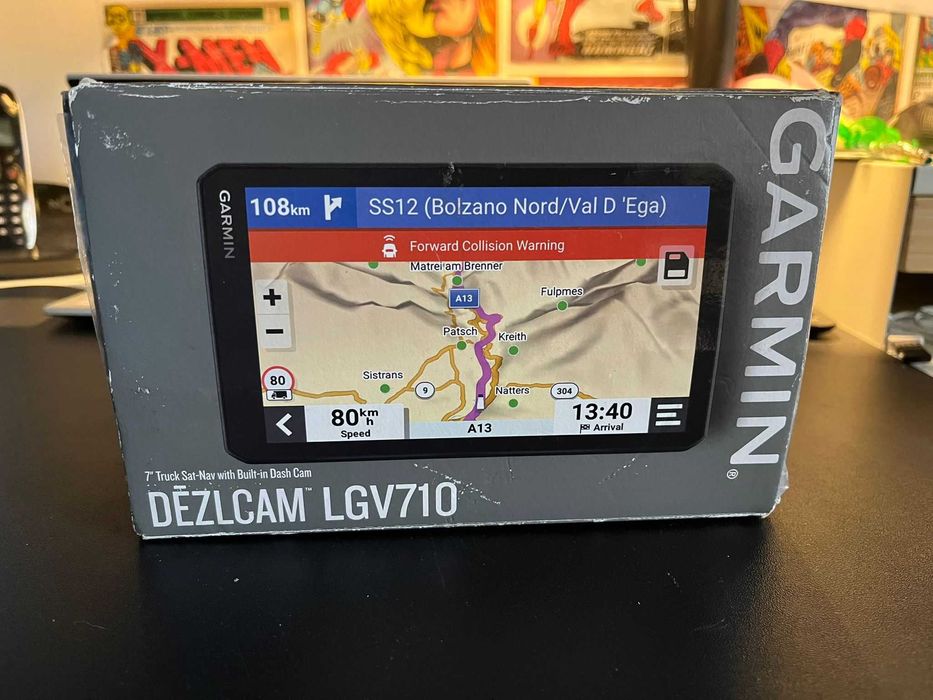 X-MEN
GARMIN
GARMIN
108km
SS12 (Bolzano Nord/Val D 'Ega)
Forward Collision Warning
Matrei am Brenner
A13
Fulpmes
Patsch
Kreith
Sistrans
9
Natters
304
80
80km/h
Speed
A13
13:40
Arrival
7" Truck Sat-Nav with Built-in Dash Cam
DĒZLCAM™ LGV710
®